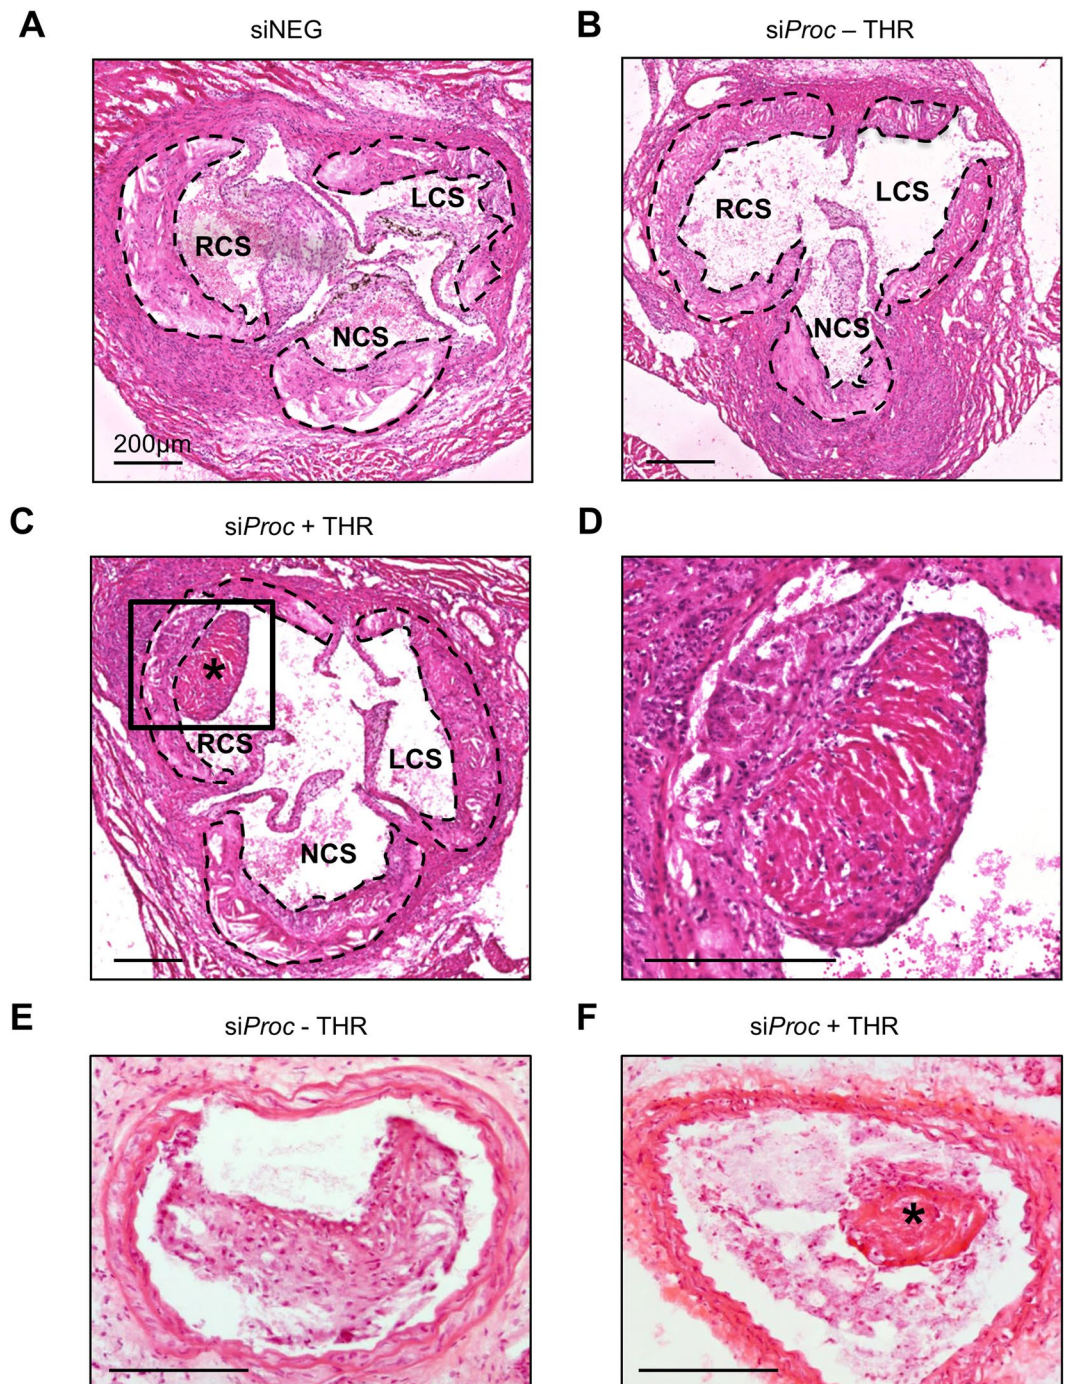 A
siNEG
RCS
LCS
NCS
200µm
B
siProc – THR
RCS
LCS
NCS
C
siProc + THR
*
RCS
LCS
NCS
D
E
siProc - THR
F
siProc + THR
*